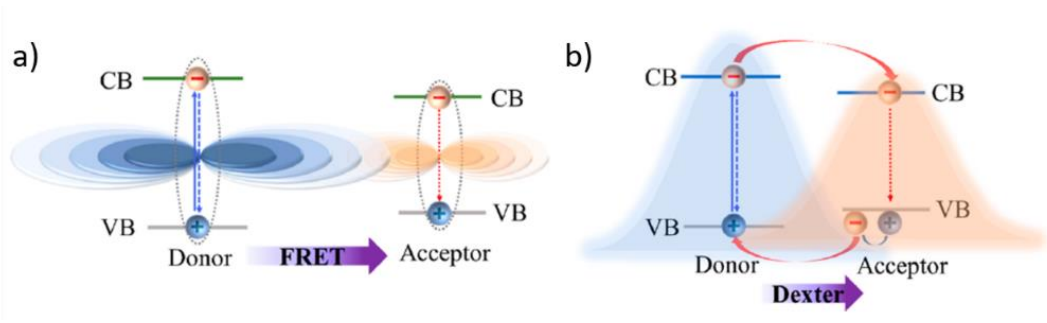 a)
CB
CB
VB
VB
Donor
FRET
Acceptor
b)
CB
CB
VB
VB
Donor
Acceptor
Dexter